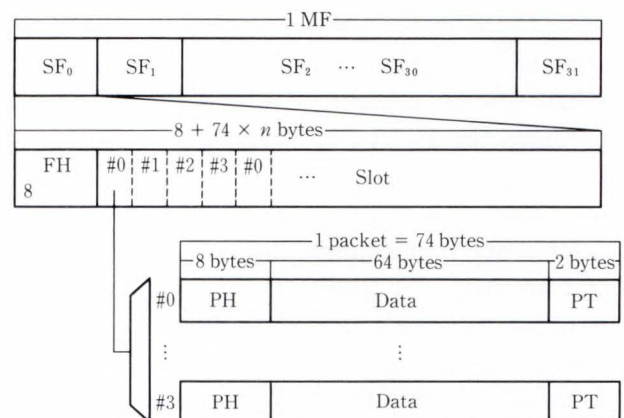 1 MF
SF₀ SF₁ SF₂ ⋯ SF₃₀ SF₃₁
8 + 74 × n bytes
FH 8 #0 #1 #2 #3 #0 ⋯ Slot
1 packet = 74 bytes
8 bytes 64 bytes 2 bytes
#0 PH Data PT
⋮ ⋮
#3 PH Data PT